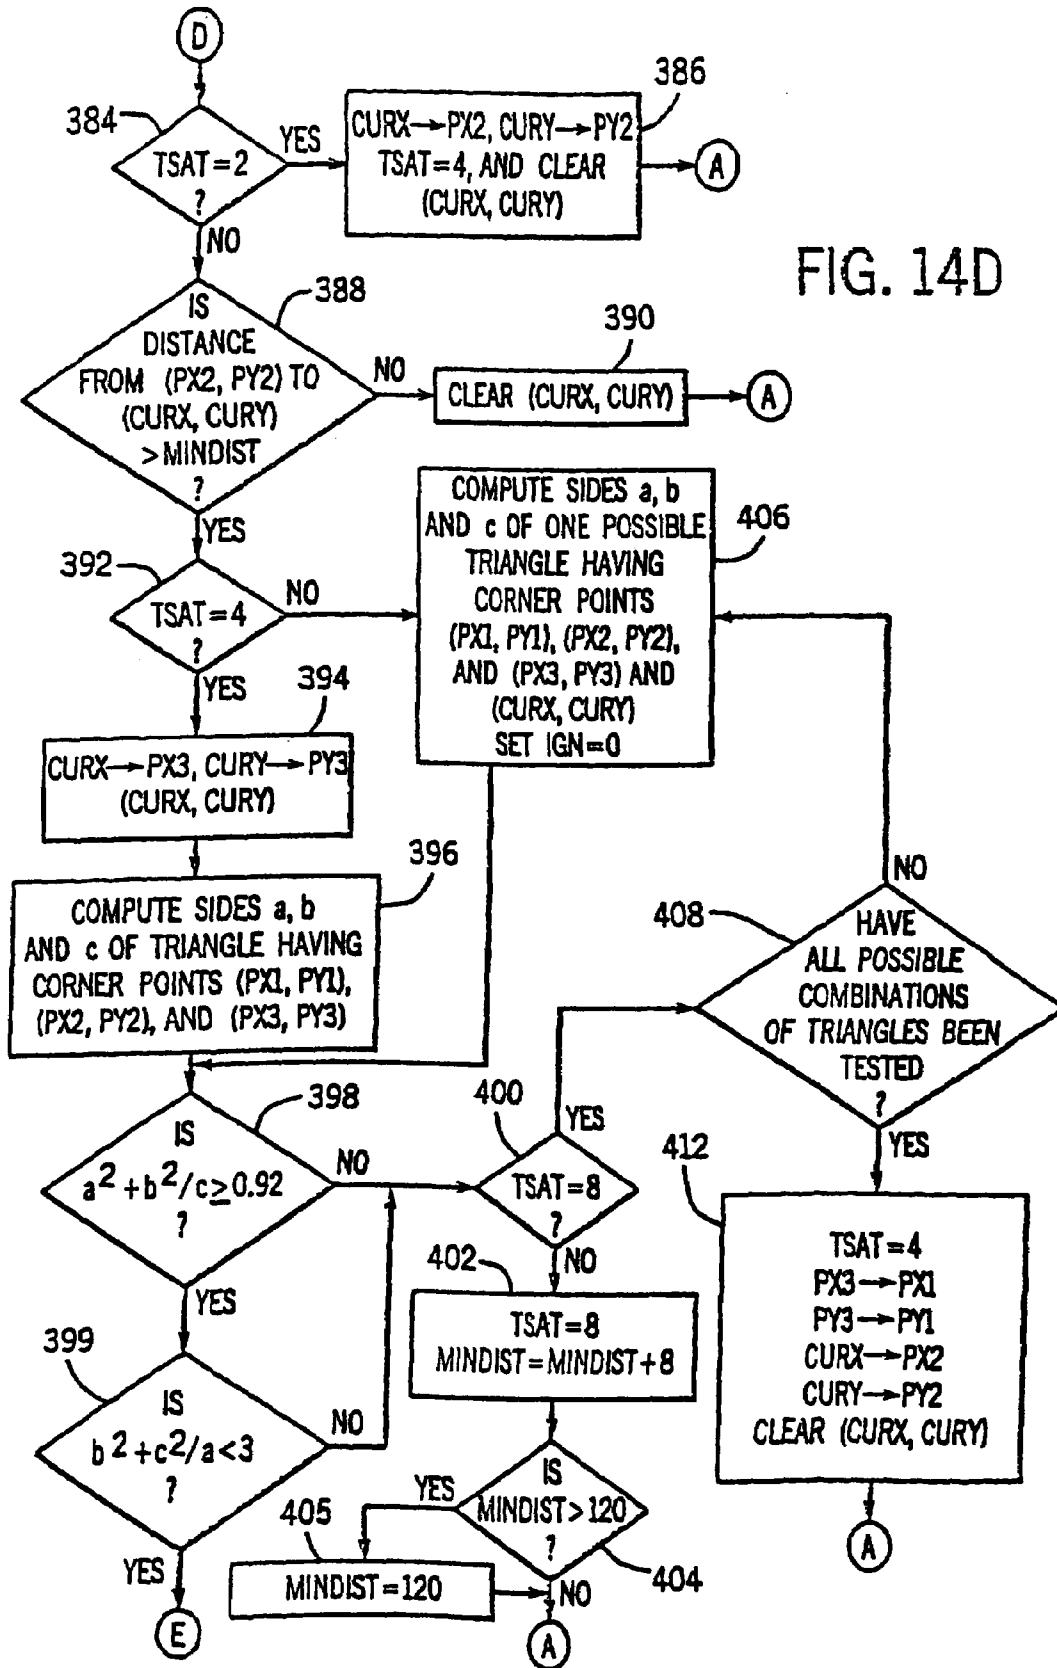 D
384
TSAT=2
?
YES
NO
386
CURX→PX2, CURY→PY2
TSAT=4, AND CLEAR
(CURX, CURY)
A
FIG. 14D
388
IS
DISTANCE
FROM (PX2, PY2) TO
(CURX, CURY)
>MINDIST
?
NO
YES
390
CLEAR (CURX, CURY)
A
392
TSAT=4
?
NO
YES
406
COMPUTE SIDES a, b
AND c OF ONE POSSIBLE
TRIANGLE HAVING
CORNER POINTS
(PX1, PY1), (PX2, PY2),
AND (PX3, PY3) AND
(CURX, CURY)
SET IGN=0
394
CURX→PX3, CURY→PY3
(CURX, CURY)
396
COMPUTE SIDES a, b
AND c OF TRIANGLE HAVING
CORNER POINTS (PX1, PY1),
(PX2, PY2), AND (PX3, PY3)
398
IS
a²+b²/c≥0.92
?
NO
YES
399
IS
b²+c²/a<3
?
NO
YES
E
400
TSAT=8
?
YES
NO
402
TSAT=8
MINDIST=MINDIST+8
IS
MINDIST>120
?
404
YES
NO
405
MINDIST=120
A
408
HAVE
ALL POSSIBLE
COMBINATIONS
OF TRIANGLES BEEN
TESTED
?
NO
YES
412
TSAT=4
PX3→PX1
PY3→PY1
CURX→PX2
CURY→PY2
CLEAR (CURX, CURY)
A